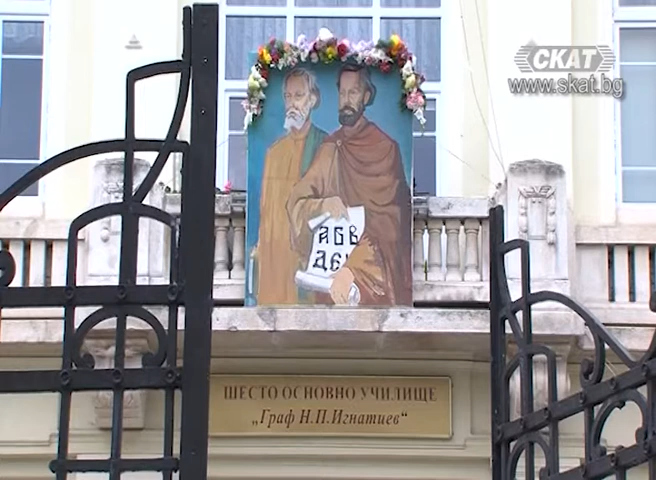 СКАТ
www.skat.bg
АБВ
ДЕ
ШЕСТО ОСНОВНО УЧИЛИЩЕ
„Граф Н.П.Игнатиев“